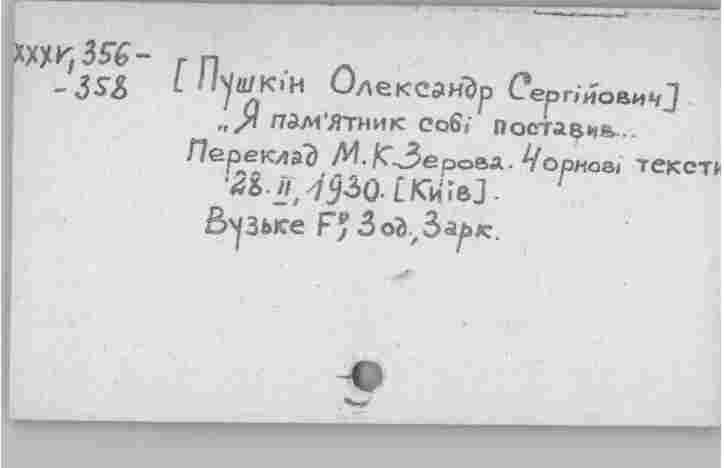 XXXV, 356 –
– 358
[Пушкін Олександр Сергійович].
„Я пам'ятник собі поставив...
Переклад М.К.Зерова. Чорнові тексти
28. II, 1930. [Київ].
Вузьке F°, 3 од., 3 арк.